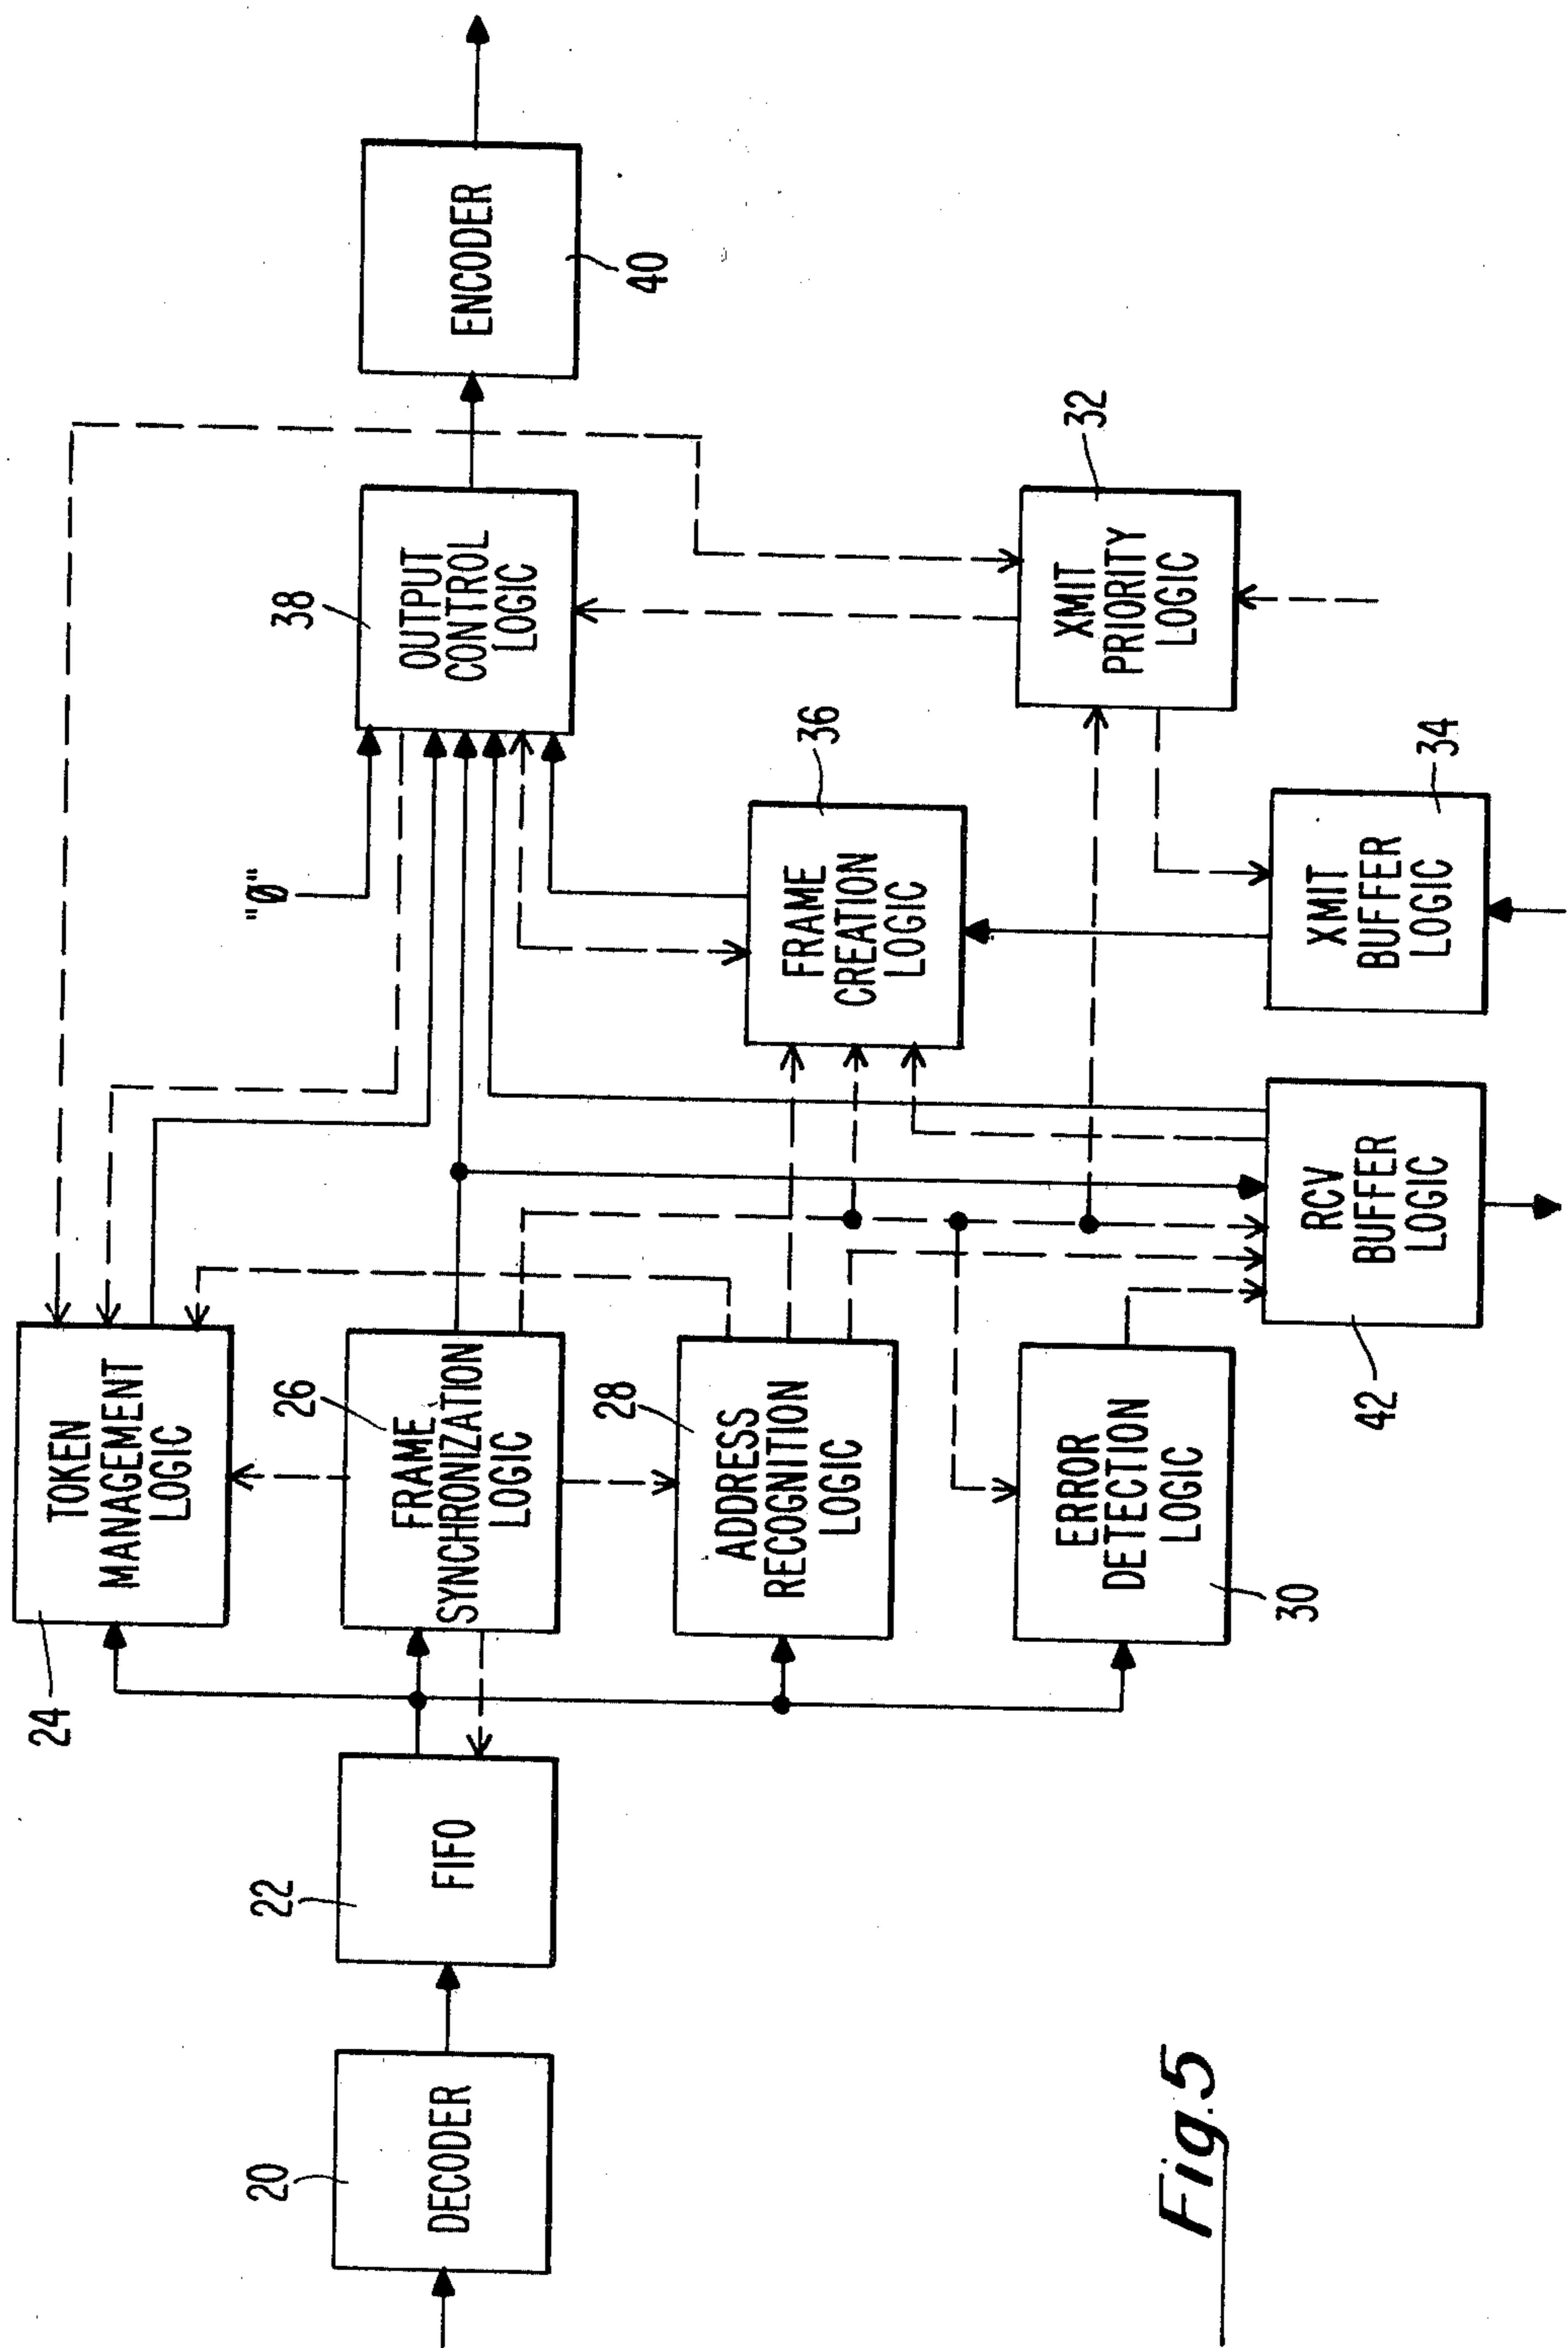 20
DECODER
22
FIFO
24
TOKEN
MANAGEMENT
LOGIC
26
FRAME
SYNCHRONIZATION
LOGIC
28
ADDRESS
RECOGNITION
LOGIC
ERROR
DETECTION
LOGIC
30
RCV
BUFFER
LOGIC
42
"Ø"
36
FRAME
CREATION
LOGIC
XMIT
BUFFER
LOGIC
34
38
OUTPUT
CONTROL
LOGIC
32
XMIT
PRIORITY
LOGIC
ENCODER
40
Fig.5